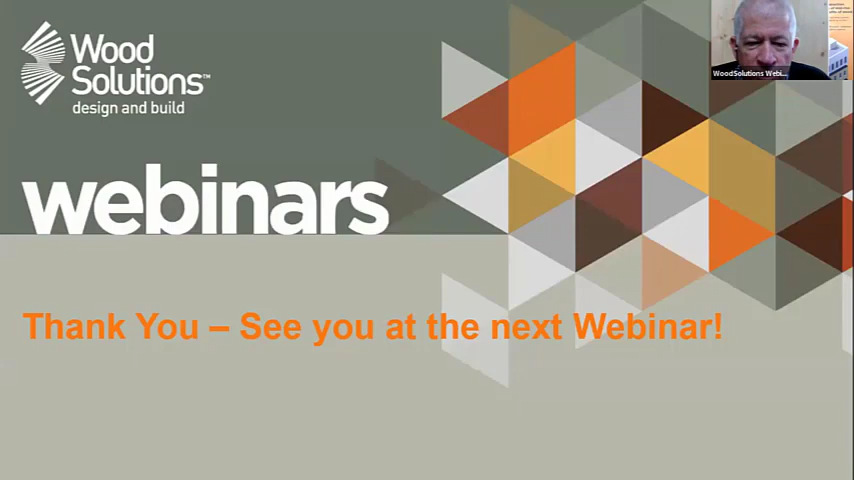 Wood
Solutions™
design and build
webinars
Thank You – See you at the next Webinar!
WoodSolutions Webi...